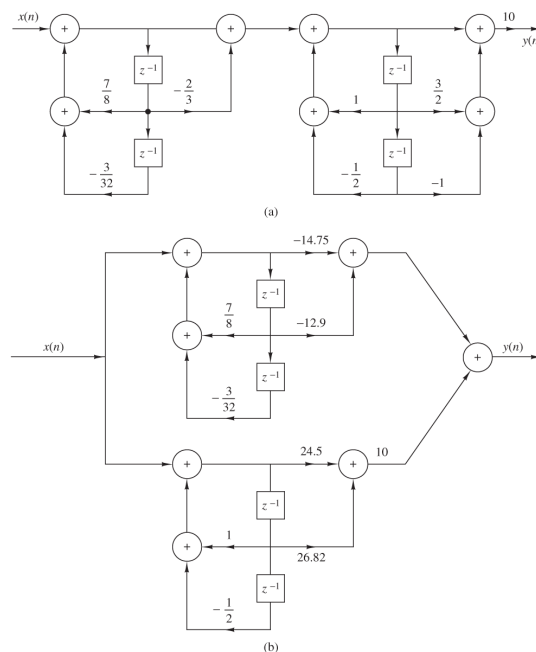 x(n)
10
y(n
z⁻¹
7/8
−2/3
1
3/2
z⁻¹
z⁻¹
z⁻¹
−3/32
−1/2
−1
(a)
−14.75
z⁻¹
7/8
−12.9
x(n)
y(n)
z⁻¹
−3/32
24.5
10
z⁻¹
1
26.82
z⁻¹
−1/2
(b)